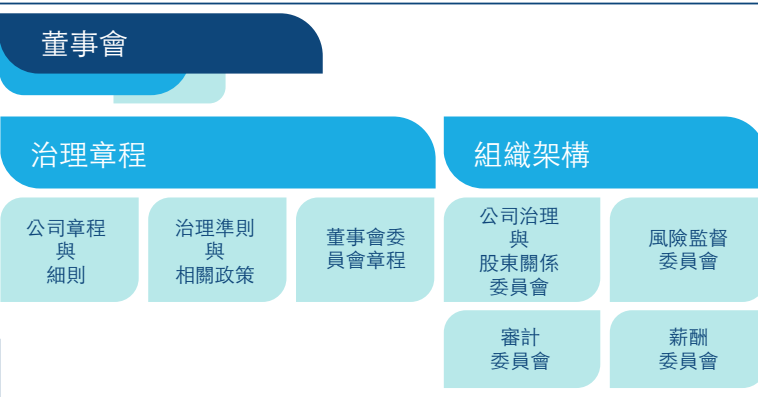 董事會
治理章程
公司章程
與
細則
治理準則
與
相關政策
董事會委
員會章程
組織架構
公司治理
與
股東關係
委員會
風險監督
委員會
審計
委員會
薪酬
委員會